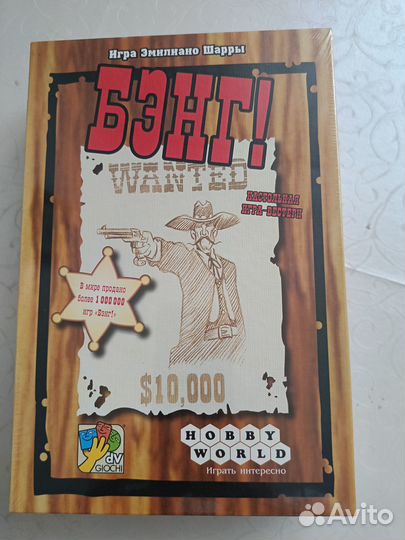 Игра Эмилиано Шарры
БЭНГ!
WANTED
НАСТОЛЬНАЯ
ИГРА-ВЕСТЕРН
В мире продано
более 1 000 000
игр «Бэнг!»
$10,000
dV
GIOCHI
HOBBY
WORLD
Играть интересно
Avito